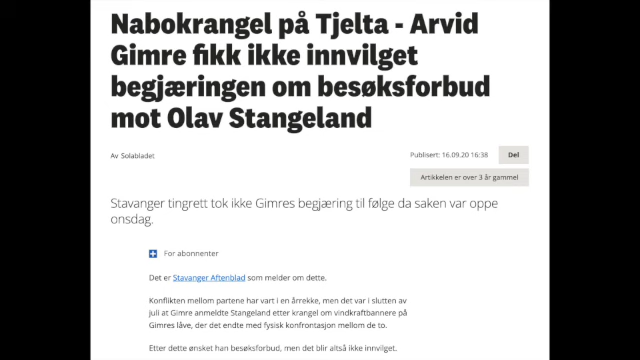 Nabokrangel på Tjelta - Arvid
Gimre fikk ikke innvilget
begjæringen om besøksforbud
mot Olav Stangeland
Av Solabladet
Publisert: 16.09.20 16:38
Del
Artikkelen er over 3 år gammel
Stavanger tingrett tok ikke Gimres begjæring til følge da saken var oppe
onsdag.
For abonnenter
Det er Stavanger Aftenblad som melder om dette.
Konflikten mellom partene har vart i en årrekke, men det var i slutten av
juli at Gimre anmeldte Stangeland etter krangel om vindkraftbannere på
Gimres låve, der det endte med fysisk konfrontasjon mellom de to.
Etter dette ønsket han besøksforbud, men det blir altså ikke innvilget.